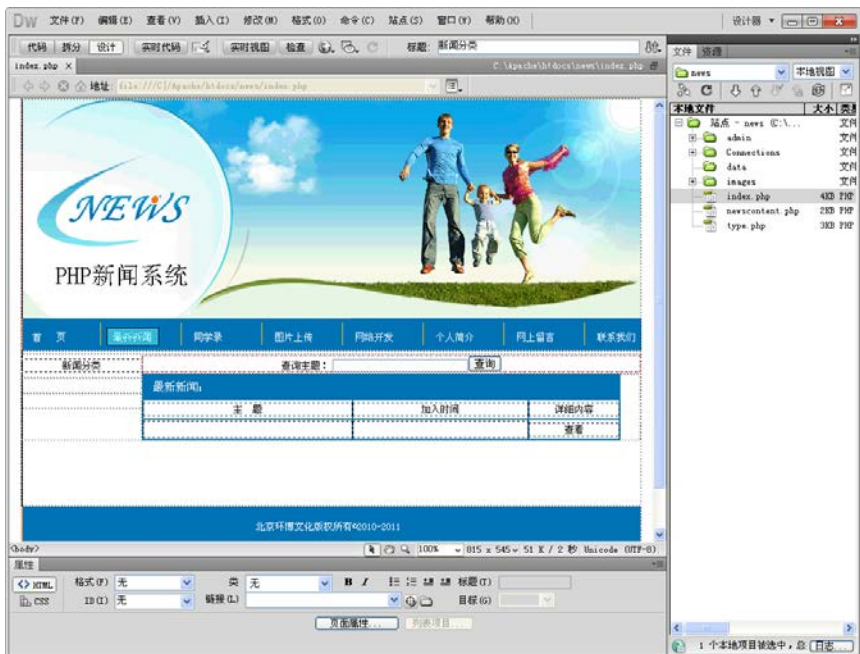 Dw 文件(F) 编辑(E) 查看(V) 插入(I) 修改(M) 格式(O) 命令(C) 站点(S) 窗口(W) 帮助(H) 设计器
代码 拆分 设计 实时代码 实时视图 检查 标题: 新闻分类
index.php × C:\Apache\htdocs\news\index.php
地址: file:///C|/Apache/htdocs/news/index.php
NEWS
PHP新闻系统
首 页 最新新闻 同学录 图片上传 网络开发 个人简介 网上留言 联系我们
新闻分类 查询主题: 查询
最新新闻:
主 题 加入时间 详细内容
查看
北京环博文化版权所有©2010-2011
<body> 100% 815 x 545 51 K / 2 秒 Unicode (UTF-8)
属性
<> HTML 格式(F) 无 类 无 B I 标题(T)
CSS ID(I) 无 链接(L) 目标(G)
页面属性... 列表项目...
文件 资源
news 本地视图
本地文件 大小 类
站点 - news (C:\... 文件
admin 文件
Connections 文件
data 文件
images 文件
index.php 4KB PHP
newscontent.php 2KB PHP
type.php 3KB PHP
1 个本地项目被选中，总 日志...